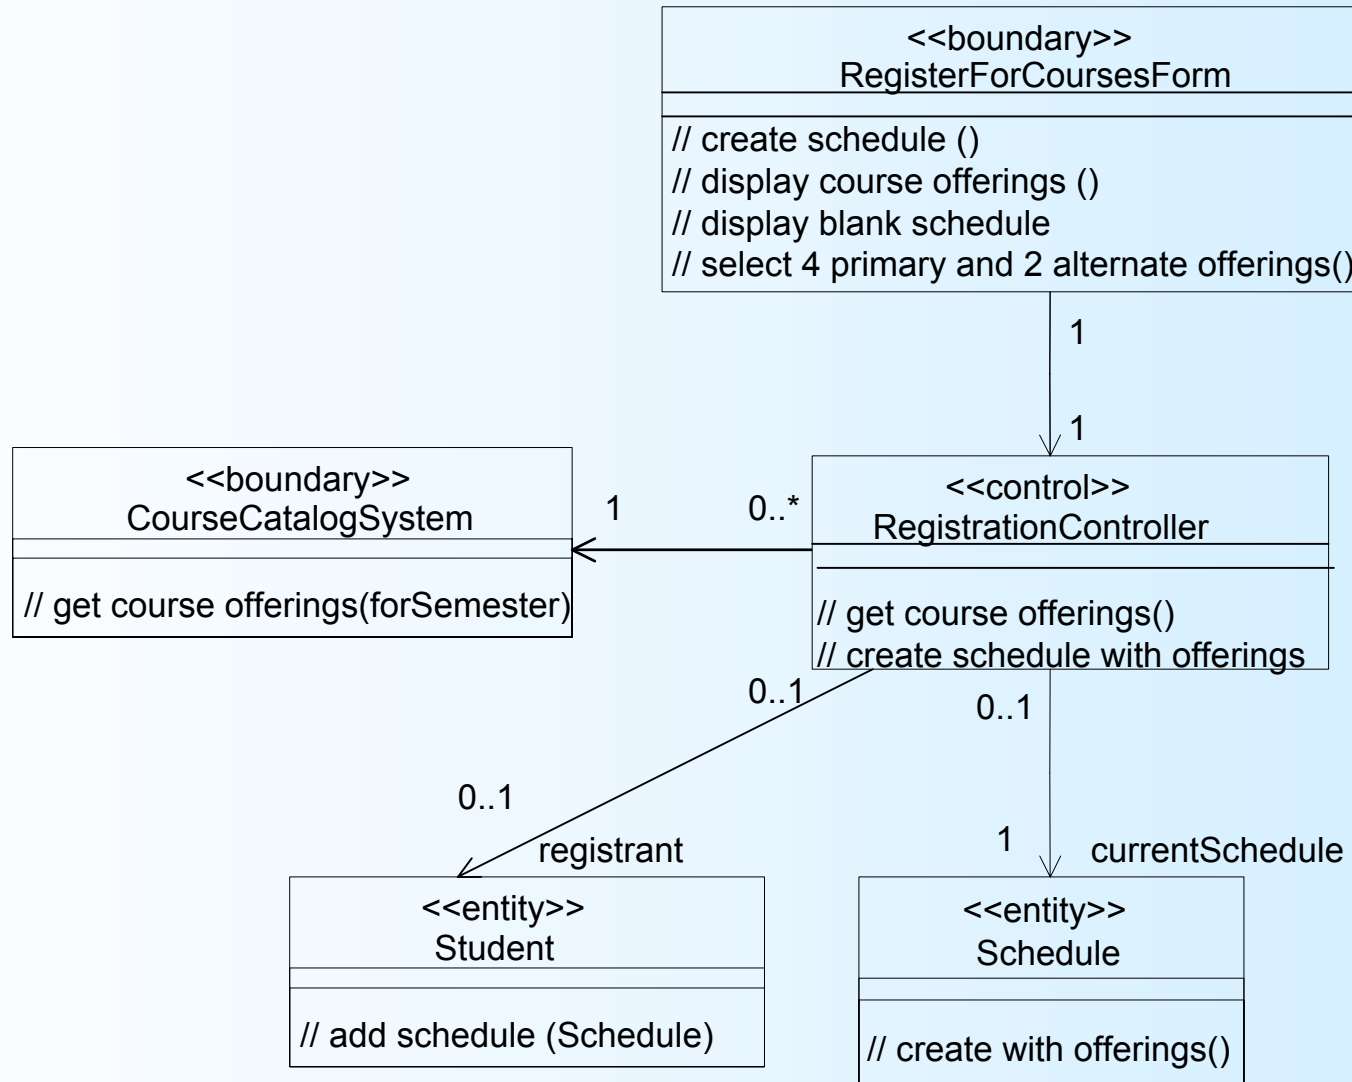 <<boundary>>
RegisterForCoursesForm
// create schedule ()
// display course offerings ()
// display blank schedule
// select 4 primary and 2 alternate offerings()
1
1
<<boundary>>
CourseCatalogSystem
// get course offerings(forSemester)
1
0..*
<<control>>
RegistrationController
// get course offerings()
// create schedule with offerings
0..1
0..1
0..1
registrant
1
currentSchedule
<<entity>>
Student
// add schedule (Schedule)
<<entity>>
Schedule
// create with offerings()